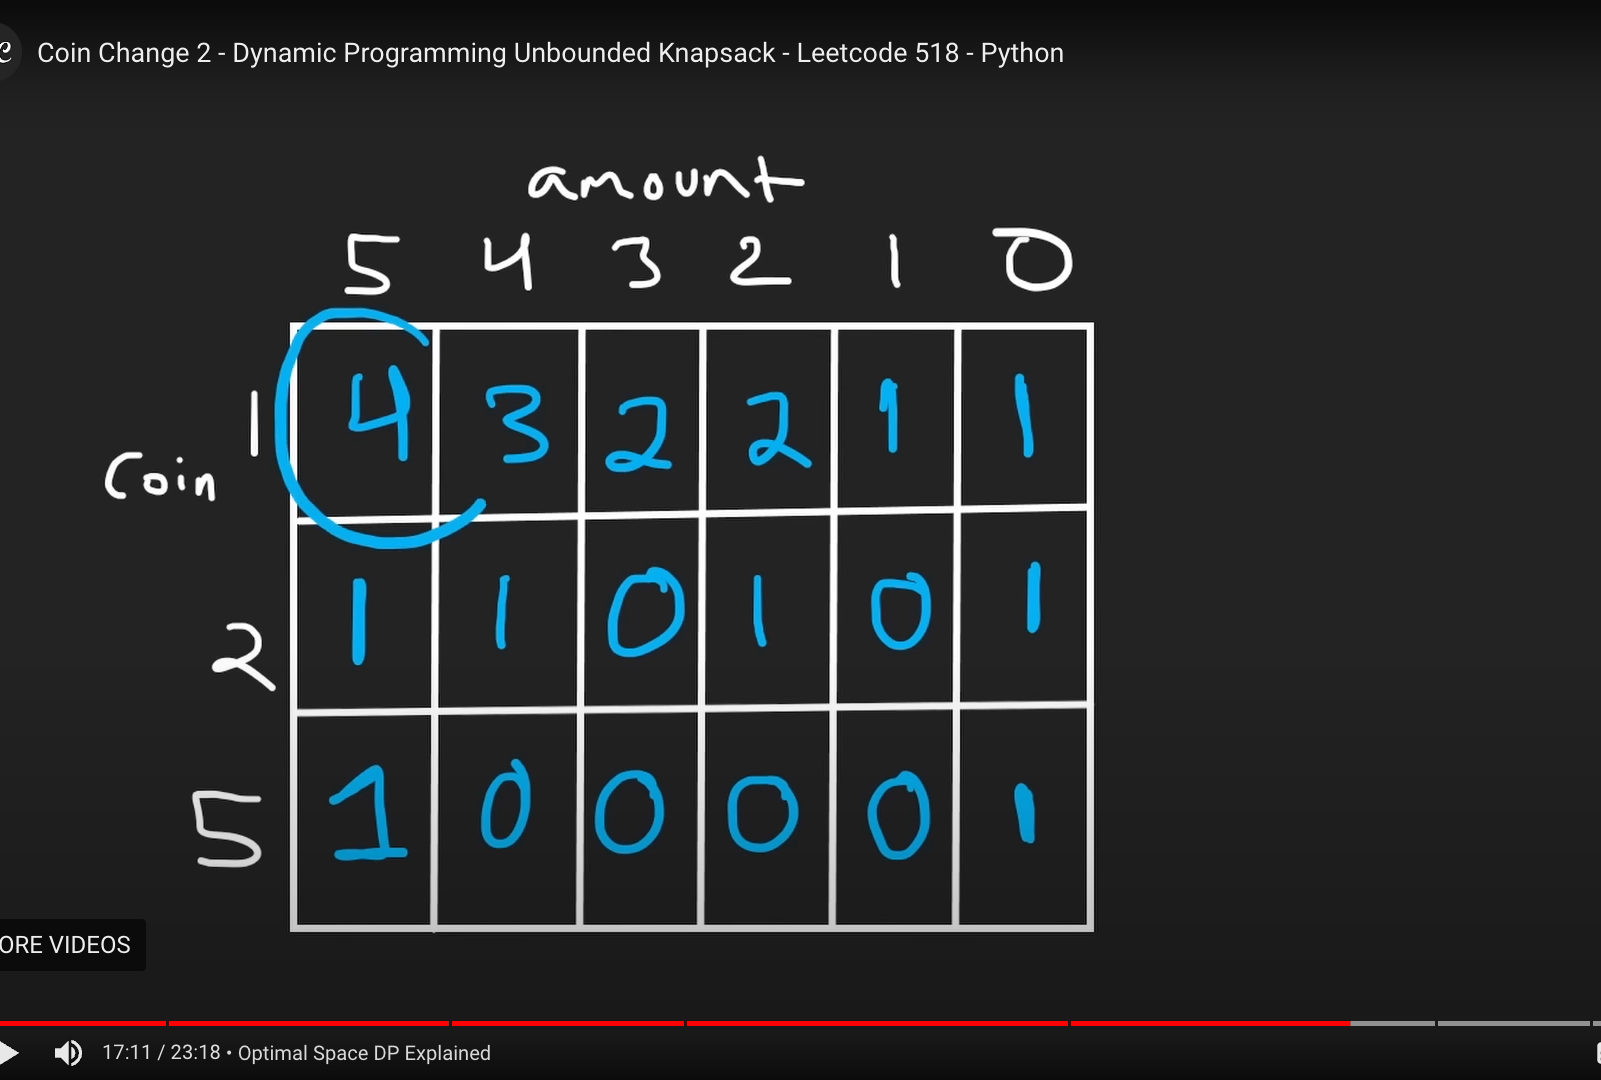 Coin Change 2 - Dynamic Programming Unbounded Knapsack - Leetcode 518 - Python
amount
5 4 3 2 1 0
1 4 3 2 2 1 1
Coin
2 1 1 0 1 0 1
5 1 0 0 0 0 1
ORE VIDEOS
17:11 / 23:18 • Optimal Space DP Explained